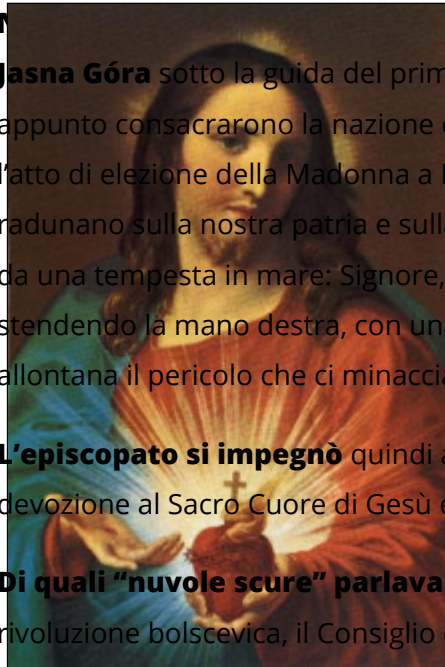 Jasna Góra sotto la guida del prim
appunto consacrarono la nazione
l'atto di elezione della Madonna a
radunano sulla nostra patria e sull
da una tempesta in mare: Signore,
stendendo la mano destra, con un
allontana il pericolo che ci minaccia
L'episcopato si impegnò quindi a
devozione al Sacro Cuore di Gesù e
Di quali “nuvole scure” parlava
rivoluzione bolscevica, il Consiglio